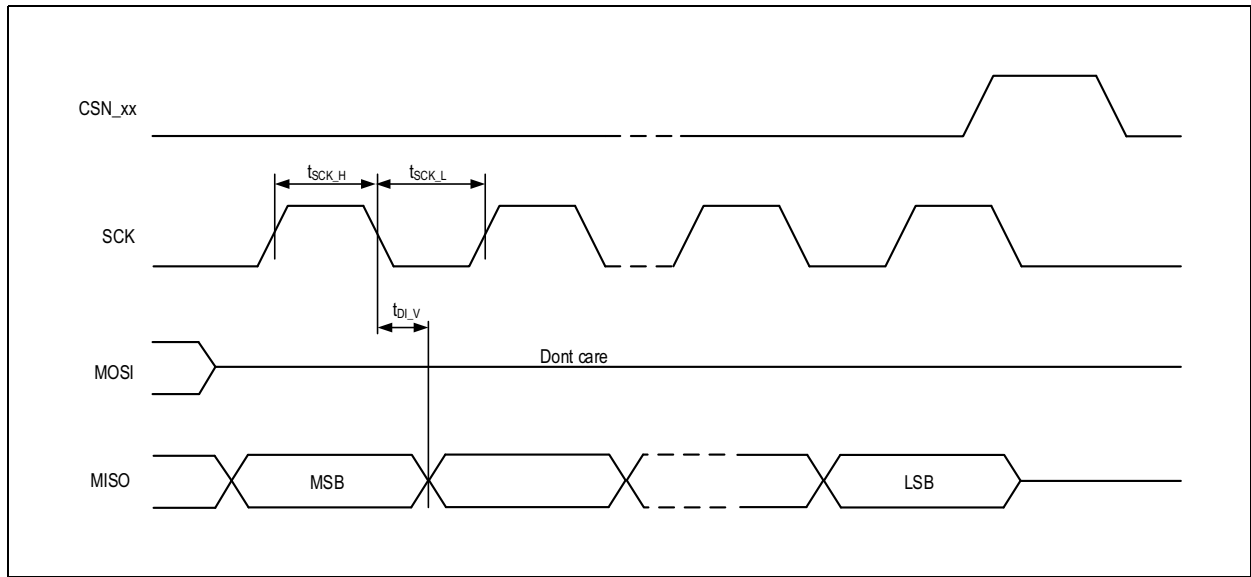 CSN_xx
tSCK_H
tSCK_L
SCK
tDI_V
Dont care
MOSI
MISO
MSB
LSB